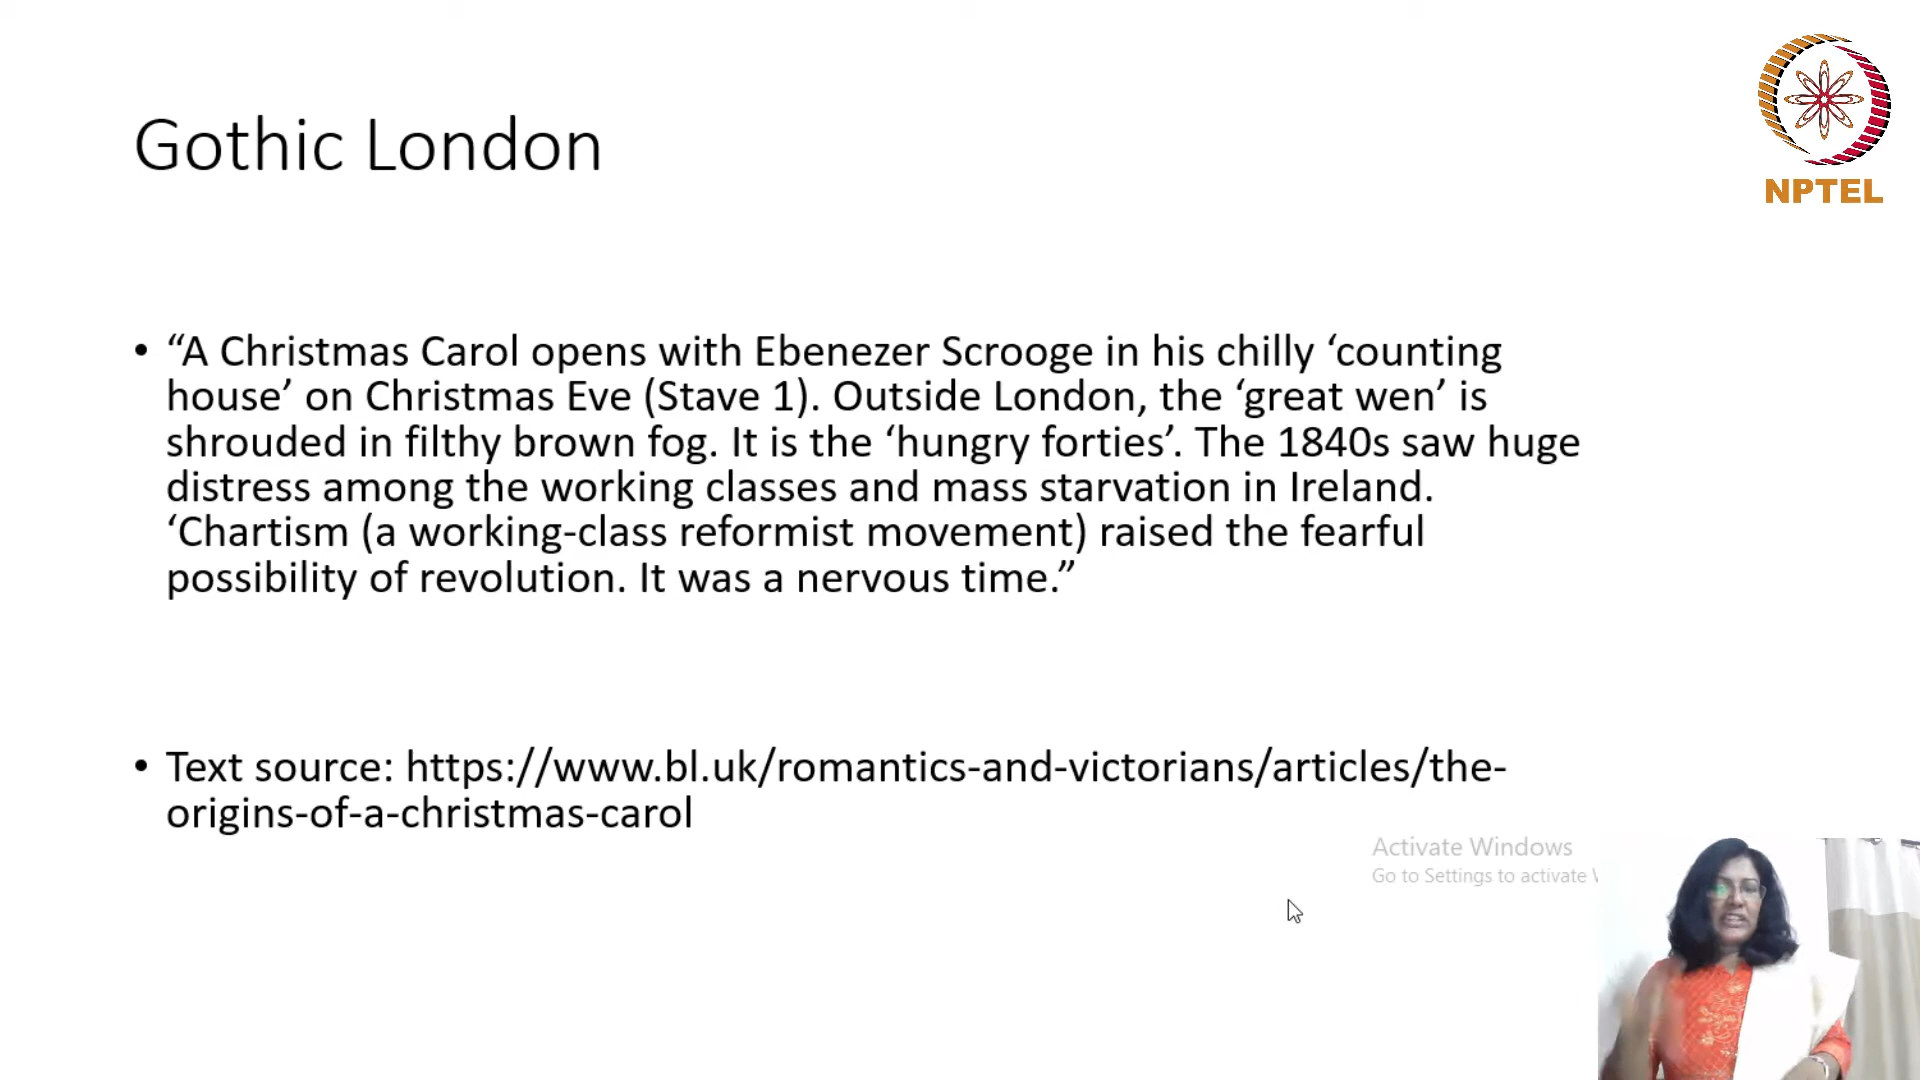 Gothic London
NPTEL
• “A Christmas Carol opens with Ebenezer Scrooge in his chilly ‘counting
house’ on Christmas Eve (Stave 1). Outside London, the ‘great wen’ is
shrouded in filthy brown fog. It is the ‘hungry forties’. The 1840s saw huge
distress among the working classes and mass starvation in Ireland.
‘Chartism (a working-class reformist movement) raised the fearful
possibility of revolution. It was a nervous time.”
• Text source: https://www.bl.uk/romantics-and-victorians/articles/the-
origins-of-a-christmas-carol
Activate Windows
Go to Settings to activate